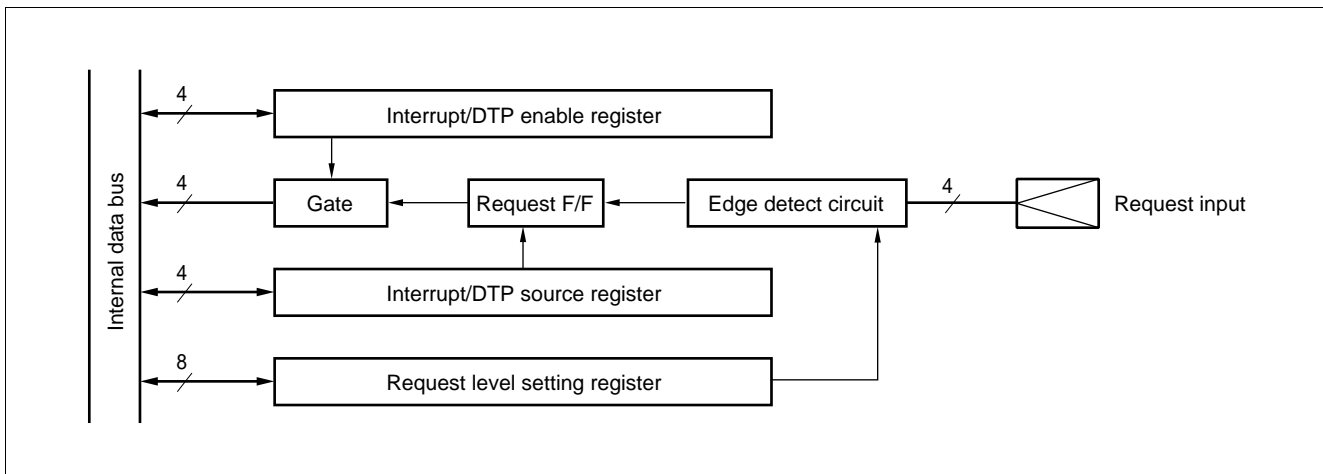 Internal data bus
4
Interrupt/DTP enable register
4
Gate
Request F/F
Edge detect circuit
4
Request input
4
Interrupt/DTP source register
8
Request level setting register